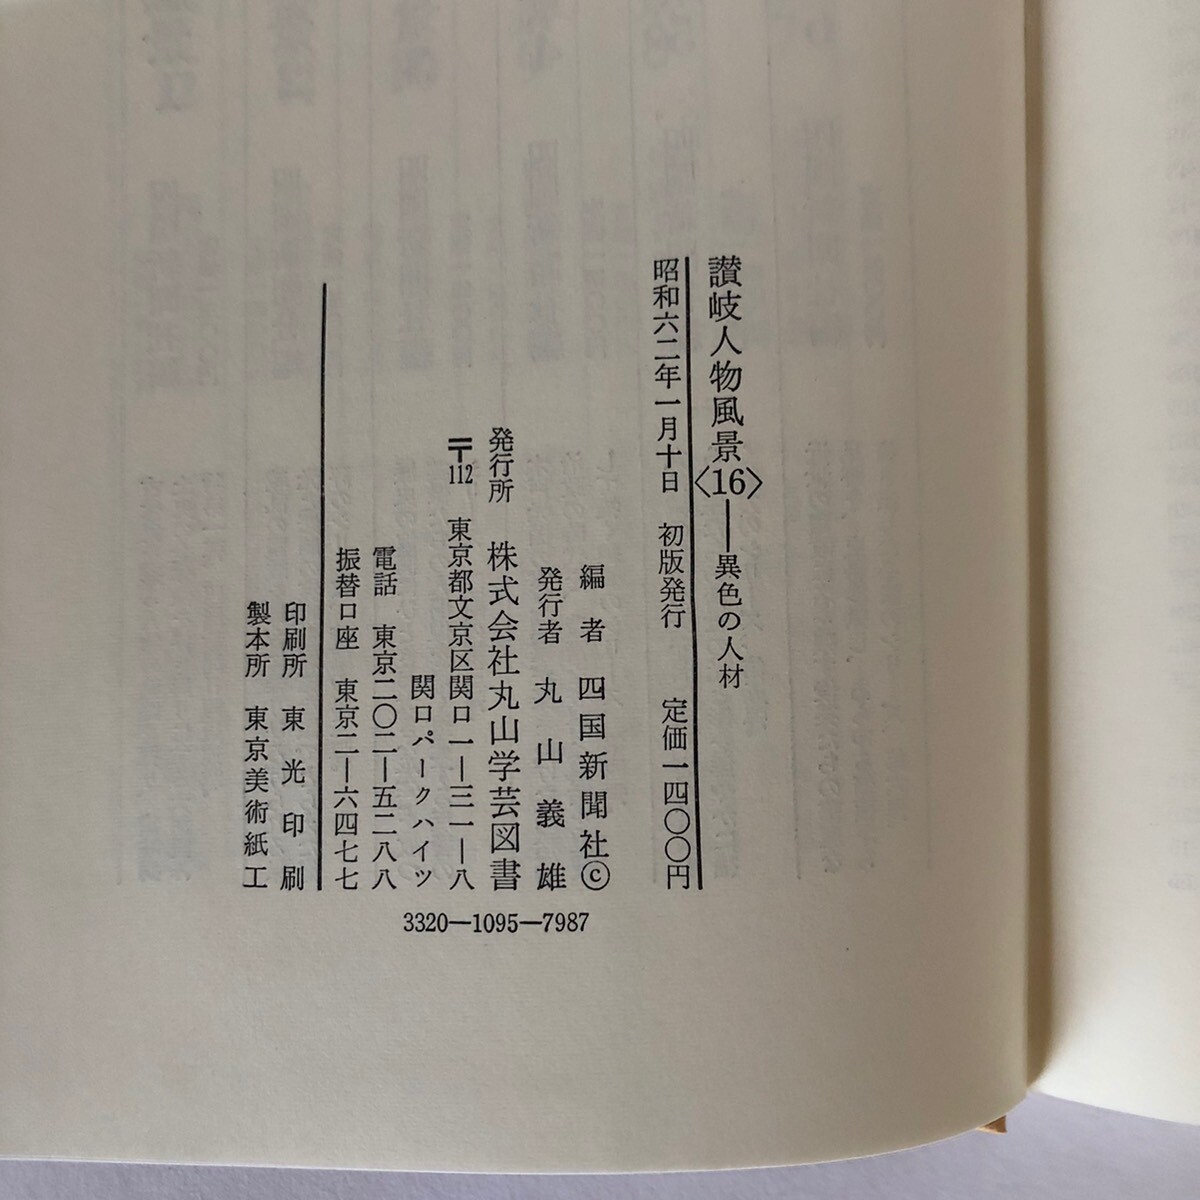 讃岐人物風景〈16〉――異色の人材
昭和六二年一月十日　初版発行　定価一四〇〇円
編者　四国新聞社©
発行者　丸山義雄
発行所　株式会社丸山学芸図書
〒112　東京都文京区関口一―三一―八
関口パークハイツ
電話　東京二〇二―五二八八
振替口座　東京二―六四七七
印刷所　東光印刷
製本所　東京美術紙工
3320―1095―7987